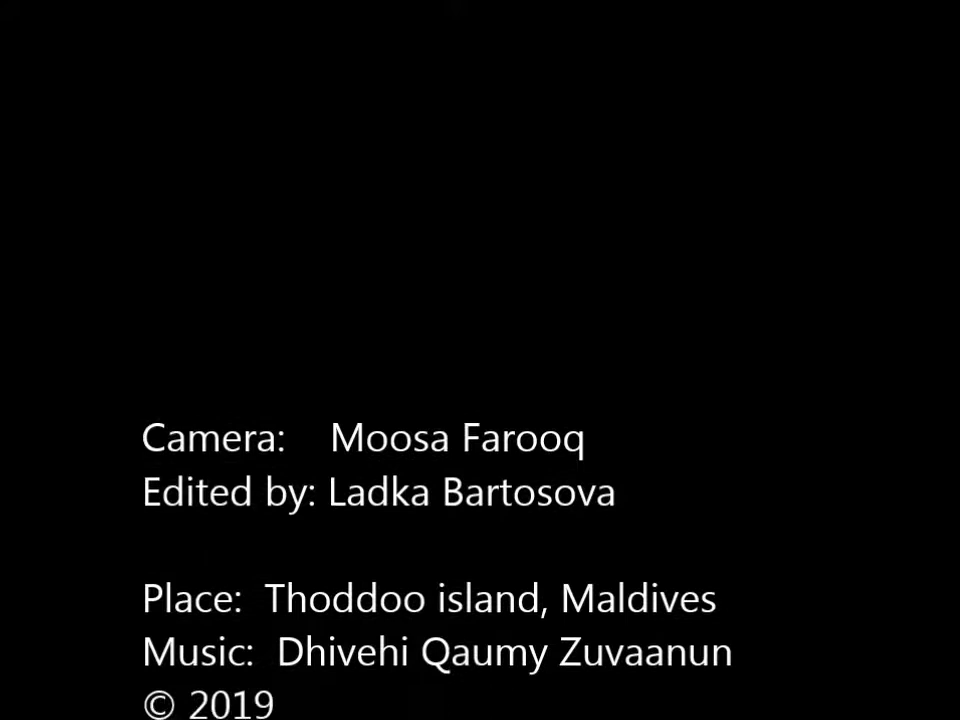 Camera: Moosa Farooq
Edited by: Ladka Bartosova
Place: Thoddoo island, Maldives
Music: Dhivehi Qaumy Zuvaanun
© 2019